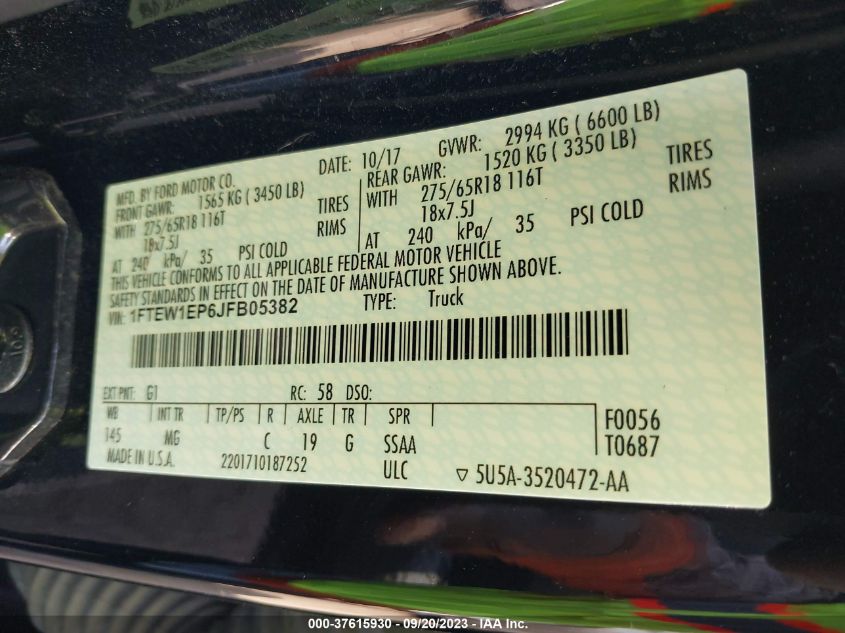 MFD. BY FORD MOTOR CO.
DATE: 10/17 GVWR: 2994 KG ( 6600 LB)
FRONT GAWR: 1565 KG ( 3450 LB)
WITH 275/65R18 116T TIRES
18x7.5J RIMS
AT 240 kPa/ 35 PSI COLD
REAR GAWR: 1520 KG ( 3350 LB)
WITH 275/65R18 116T TIRES
18x7.5J RIMS
AT 240 kPa/ 35 PSI COLD
THIS VEHICLE CONFORMS TO ALL APPLICABLE FEDERAL MOTOR VEHICLE
SAFETY STANDARDS IN EFFECT ON THE DATE OF MANUFACTURE SHOWN ABOVE.
VIN: 1FTEW1EP6JFB05382 TYPE: Truck
EXT PNT: G1 RC: 58 DSO:
WB INT TR TP/PS R AXLE TR SPR F0056
145 MG C 19 G SSAA T0687
MADE IN U.S.A. 2201710187252 ULC ▽ 5U5A-3520472-AA
000-37615930 - 09/20/2023 - IAA Inc.